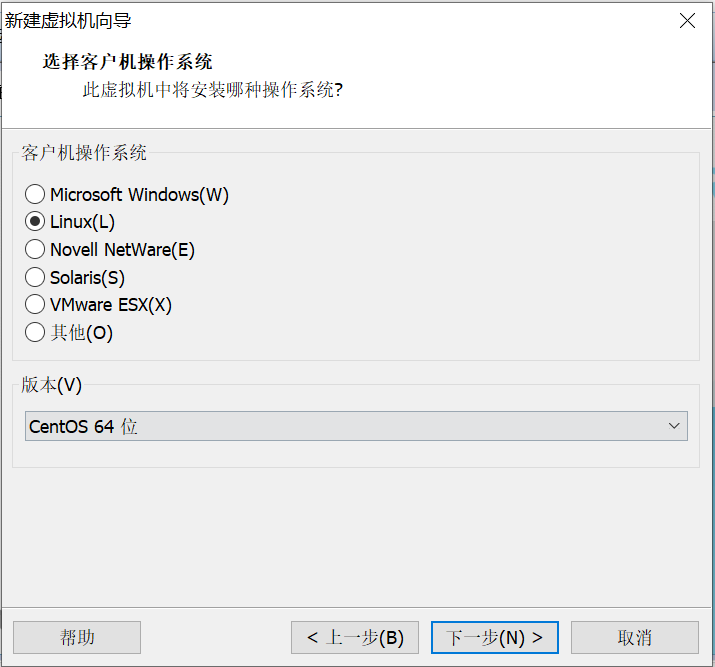 新建虚拟机向导
选择客户机操作系统
此虚拟机中将安装哪种操作系统?
客户机操作系统
Microsoft Windows(W)
Linux(L)
Novell NetWare(E)
Solaris(S)
VMware ESX(X)
其他(O)
版本(V)
CentOS 64 位
帮助
< 上一步(B)
下一步(N) >
取消